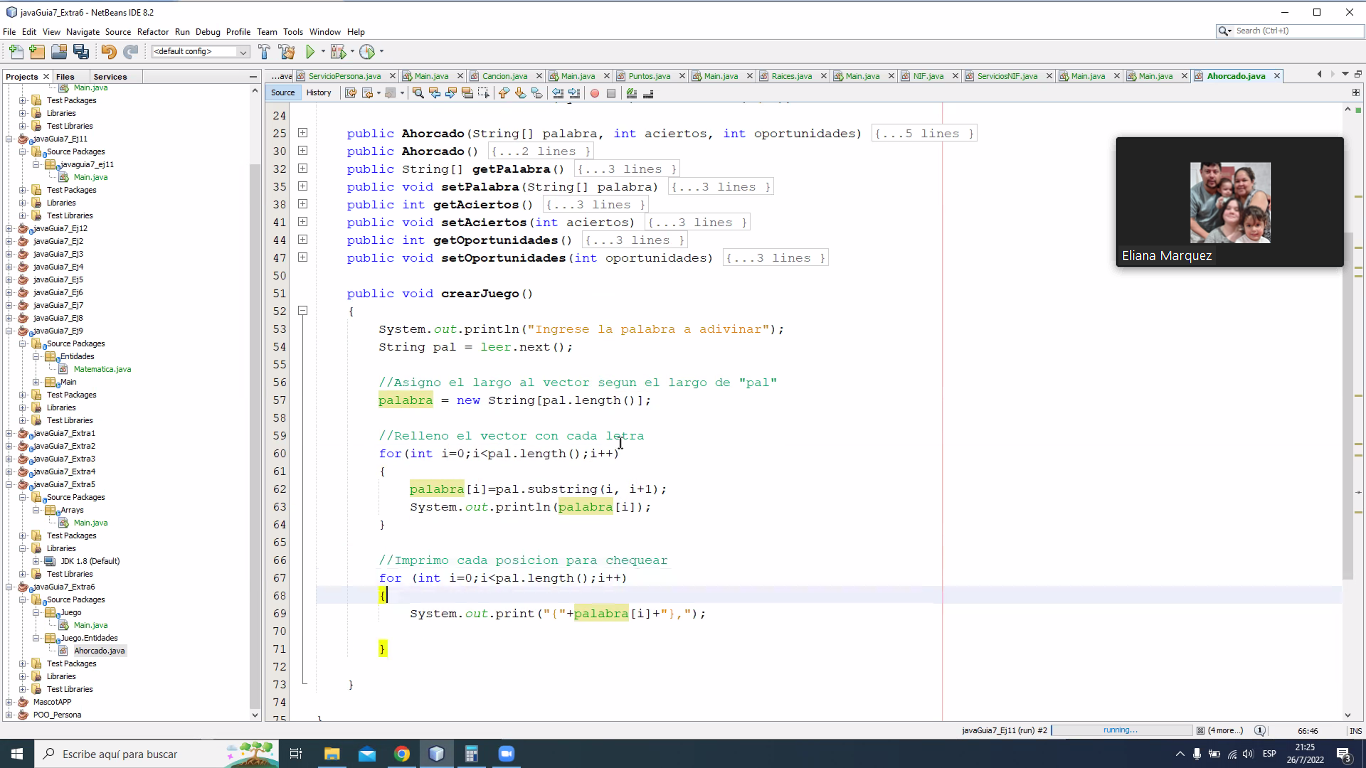 javaGuia7_Extra6 - NetBeans IDE 8.2
File Edit View Navigate Source Refactor Run Debug Profile Team Tools Window Help
Search (Ctrl+I)
<default config>
Projects Files Services
...ava ServicioPersona.java Main.java Cancion.java Main.java Puntos.java Main.java Raices.java Main.java NIF.java ServiciosNIF.java Main.java Main.java Ahorcado.java
Source History
Main.java
Test Packages
Libraries
Test Libraries
javaGuia7_Ej11
Source Packages
javaguia7_ej11
Main.java
Test Packages
Libraries
Test Libraries
javaGuia7_Ej12
javaGuia7_Ej2
javaGuia7_Ej3
javaGuia7_Ej4
javaGuia7_Ej5
javaGuia7_Ej6
javaGuia7_Ej7
javaGuia7_Ej8
javaGuia7_Ej9
Source Packages
Entidades
Matematica.java
Main
Test Packages
Libraries
Test Libraries
javaGuia7_Extra1
javaGuia7_Extra2
javaGuia7_Extra3
javaGuia7_Extra4
javaGuia7_Extra5
Source Packages
Arrays
Main.java
Test Packages
Libraries
JDK 1.8 (Default)
Test Libraries
javaGuia7_Extra6
Source Packages
Juego
Main.java
Juego.Entidades
Ahorcado.java
Test Packages
Libraries
Test Libraries
MascotAPP
POO_Persona
24
25 public Ahorcado(String[] palabra, int aciertos, int oportunidades) {...5 lines }
30 public Ahorcado() {...2 lines }
32 public String[] getPalabra() {...3 lines }
35 public void setPalabra(String[] palabra) {...3 lines }
38 public int getAciertos() {...3 lines }
41 public void setAciertos(int aciertos) {...3 lines }
44 public int getOportunidades() {...3 lines }
47 public void setOportunidades(int oportunidades) {...3 lines }
50
51 public void crearJuego()
52 {
53 System.out.println("Ingrese la palabra a adivinar");
54 String pal = leer.next();
55
56 //Asigno el largo al vector segun el largo de "pal"
57 palabra = new String[pal.length()];
58
59 //Relleno el vector con cada letra
60 for(int i=0;i<pal.length();i++)
61 {
62 palabra[i]=pal.substring(i, i+1);
63 System.out.println(palabra[i]);
64 }
65
66 //Imprimo cada posicion para chequear
67 for (int i=0;i<pal.length();i++)
68 {
69 System.out.print("{"+palabra[i]+"},");
70
71 }
72
73 }
74
75 }
Eliana Marquez
javaGuia7_Ej11 (run) #2 running... (4 more...) 66:46 INS
Escribe aquí para buscar
ESP
21:25
26/7/2022
3